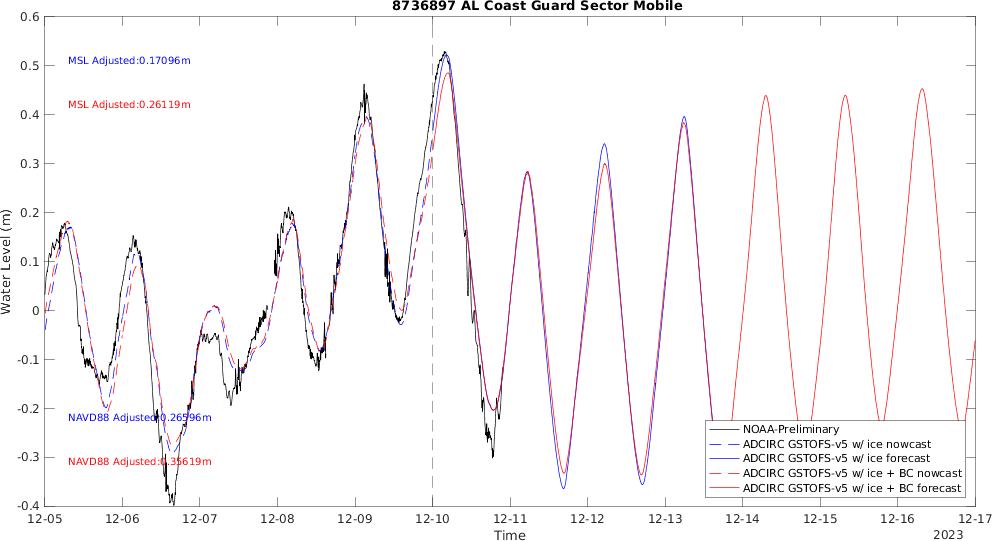 8736897 AL Coast Guard Sector Mobile
0.6
0.5
0.4
0.3
0.2
0.1
0
-0.1
-0.2
-0.3
-0.4
Water Level (m)
MSL Adjusted:0.17096m
MSL Adjusted:0.26119m
NAVD88 Adjusted:0.26596m
NAVD88 Adjusted:0.35619m
NOAA-Preliminary
ADCIRC GSTOFS-v5 w/ ice nowcast
ADCIRC GSTOFS-v5 w/ ice forecast
ADCIRC GSTOFS-v5 w/ ice + BC nowcast
ADCIRC GSTOFS-v5 w/ ice + BC forecast
12-05 12-06 12-07 12-08 12-09 12-10 12-11 12-12 12-13 12-14 12-15 12-16 12-17
Time
2023